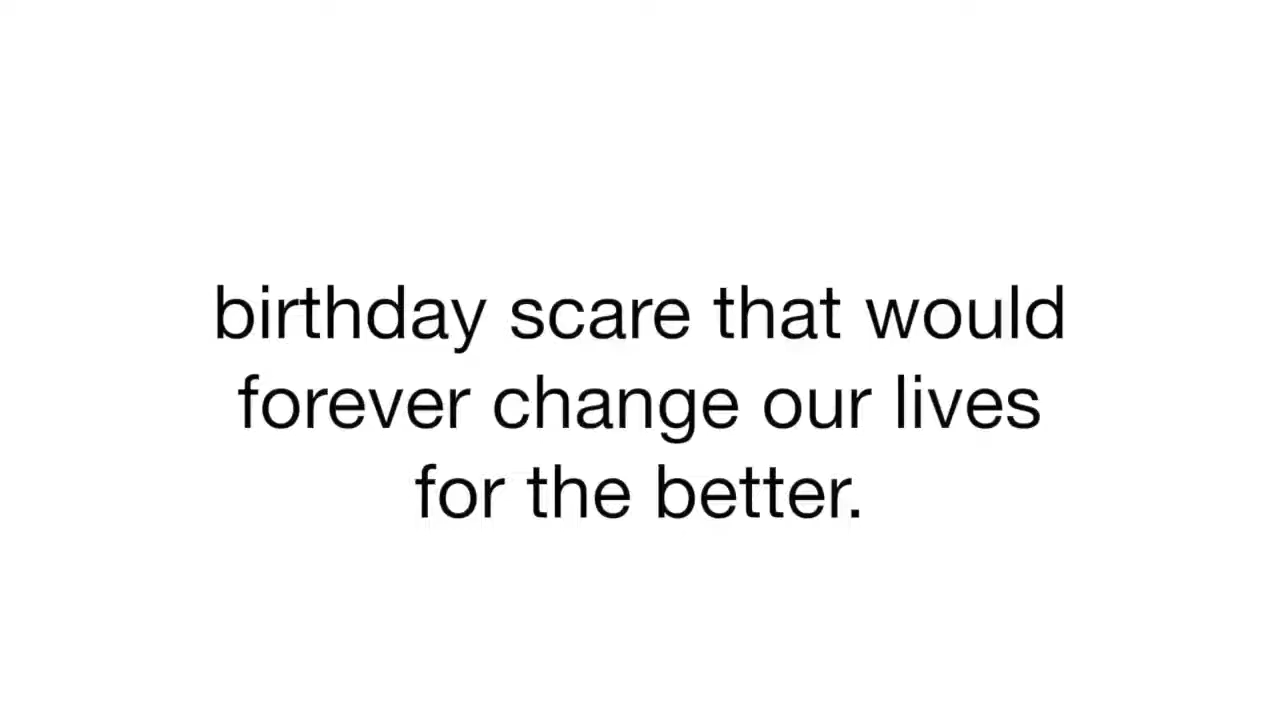 birthday scare that would
forever change our lives
for the better.